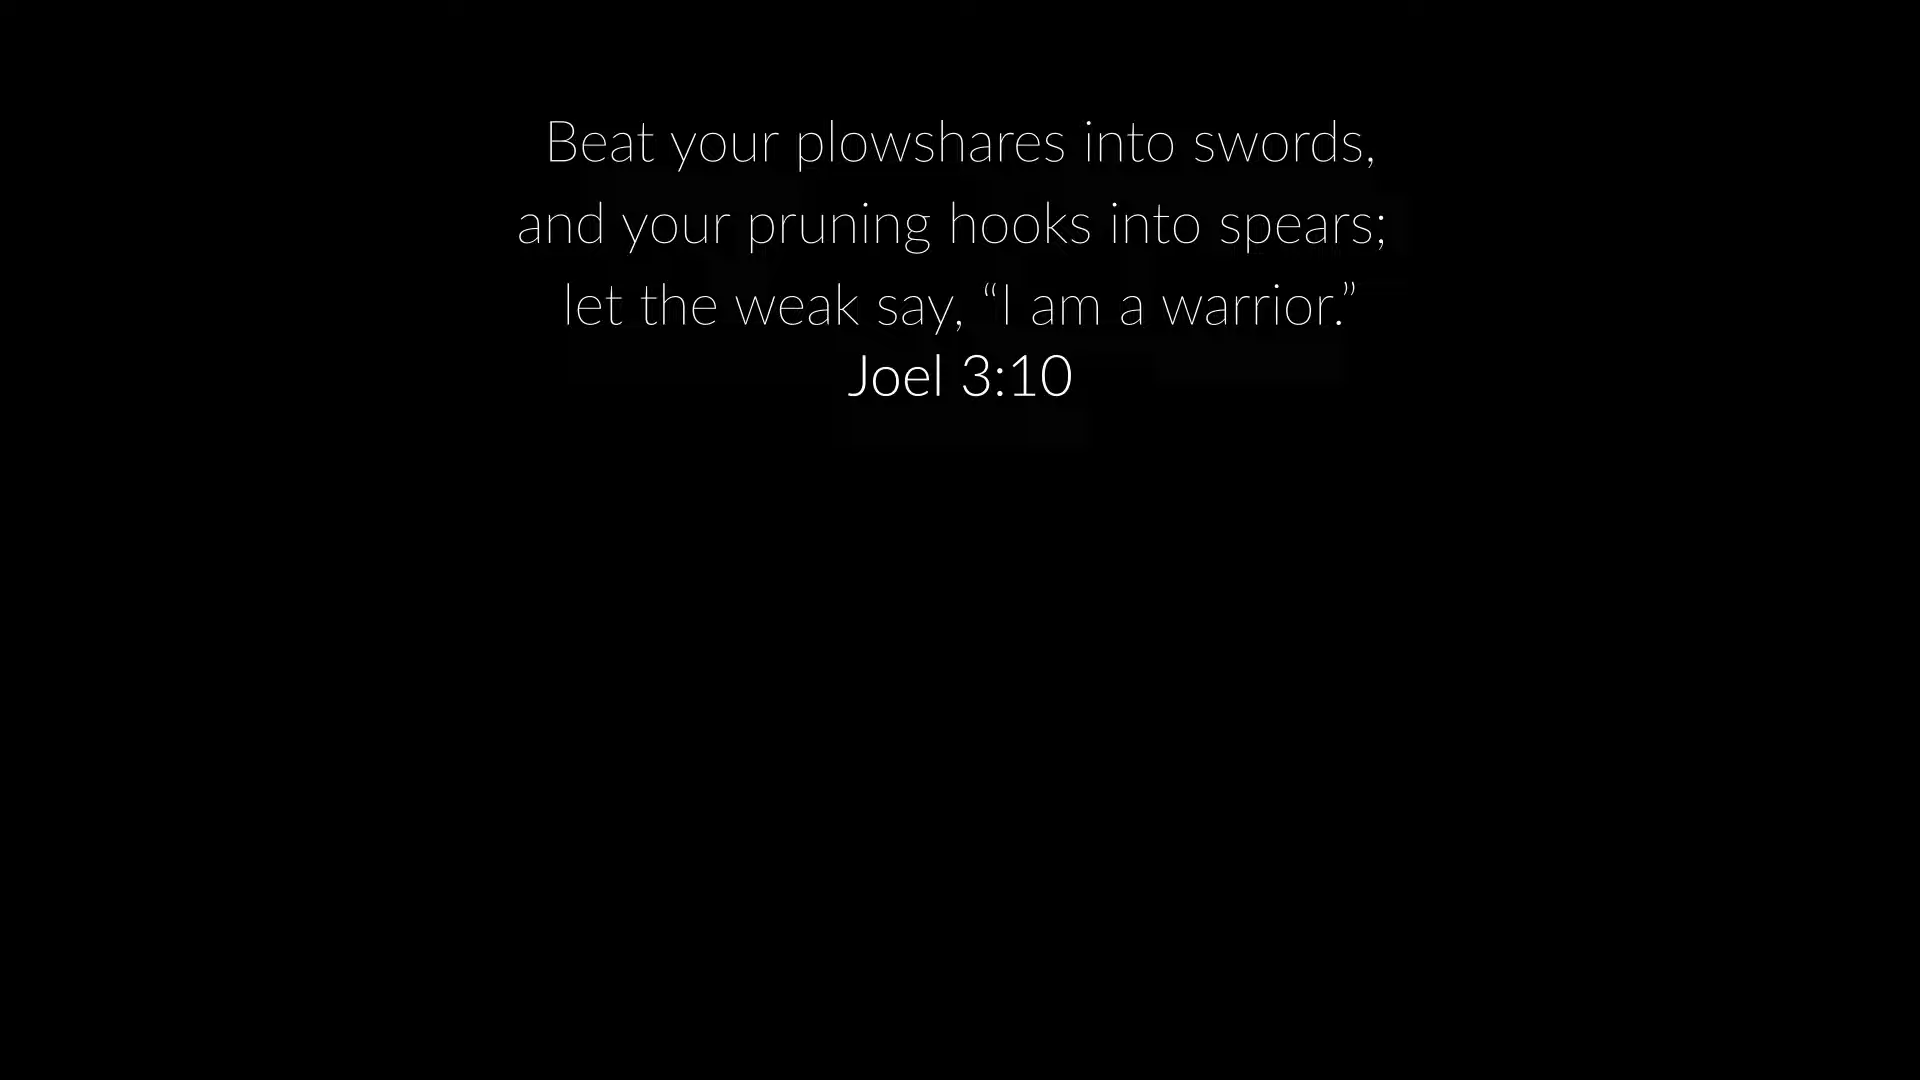 Beat your plowshares into swords,
and your pruning hooks into spears;
let the weak say, “I am a warrior.”
Joel 3:10